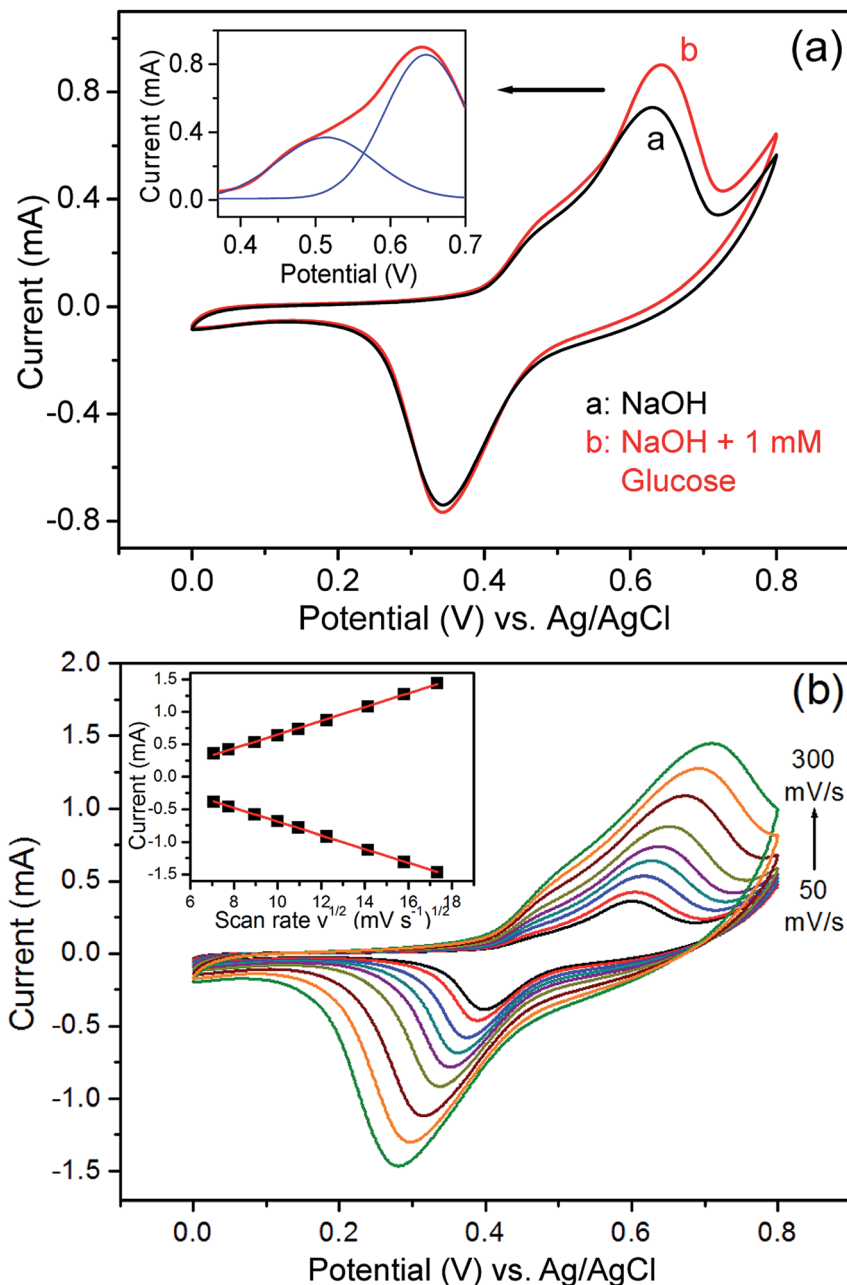 (a)
b
a
Current (mA)
0.8
0.4
0.0
0.4 0.5 0.6 0.7
Potential (V)
Current (mA)
0.8
0.4
0.0
-0.4
-0.8
a: NaOH
b: NaOH + 1 mM
Glucose
0.0 0.2 0.4 0.6 0.8
Potential (V) vs. Ag/AgCl
(b)
Current (mA)
1.5
1.0
0.5
0.0
-0.5
-1.0
-1.5
6 8 10 12 14 16 18
Scan rate v^1/2 (mV s^-1)^1/2
300
mV/s
50
mV/s
Current (mA)
2.0
1.5
1.0
0.5
0.0
-0.5
-1.0
-1.5
0.0 0.2 0.4 0.6 0.8
Potential (V) vs. Ag/AgCl